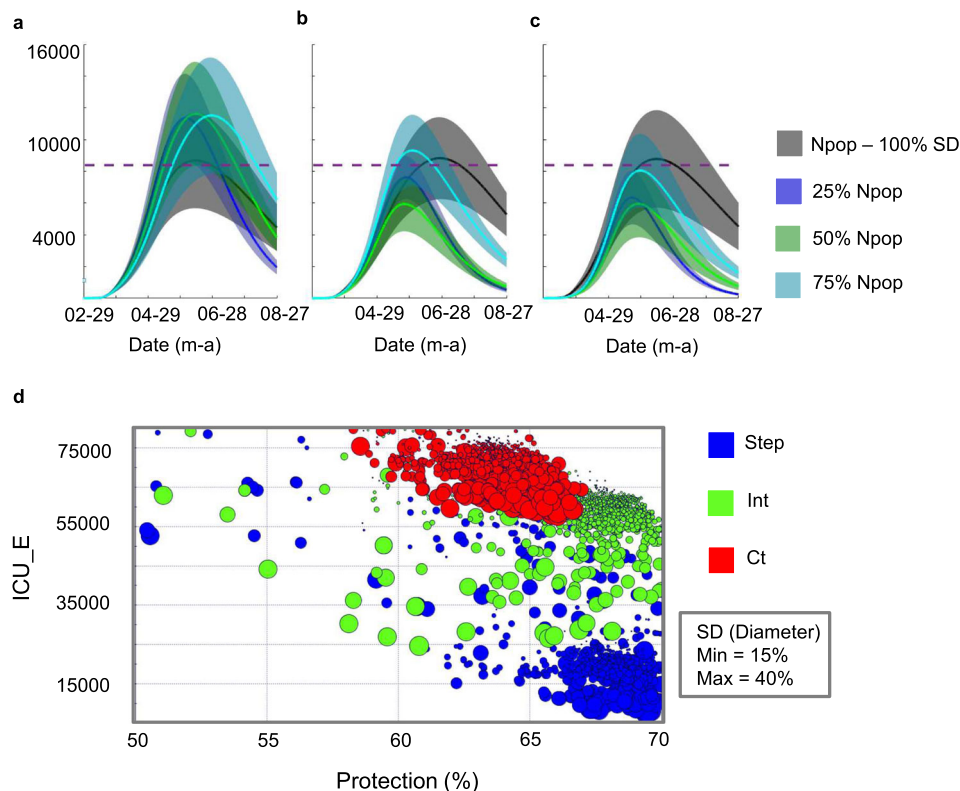 a
b
c
16000
10000
4000
02-29 04-29 06-28 08-27
04-29 06-28 08-27
04-29 06-28 08-27
Date (m-a)
Date (m-a)
Date (m-a)
Npop – 100% SD
25% Npop
50% Npop
75% Npop
d
75000
55000
35000
15000
ICU_E
50 55 60 65 70
Protection (%)
Step
Int
Ct
SD (Diameter)
Min = 15%
Max = 40%